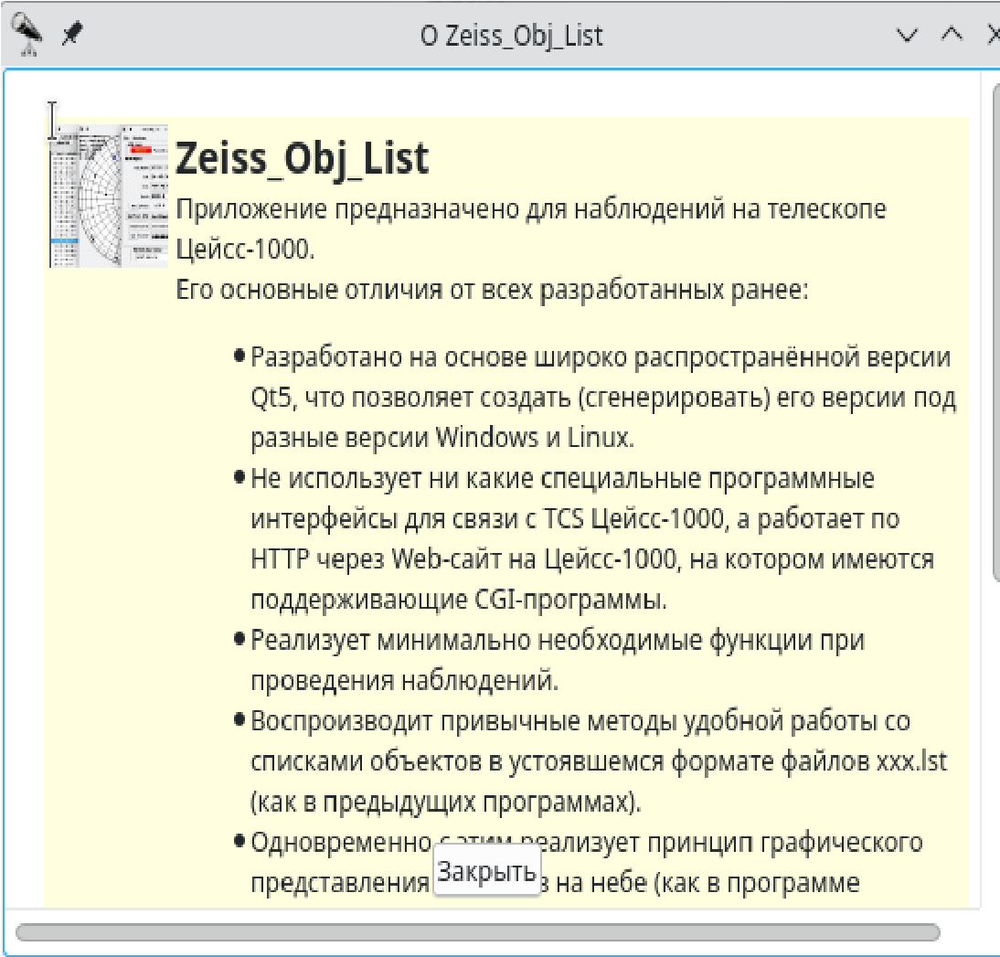 О Zeiss_Obj_List
Zeiss_Obj_List
Приложение предназначено для наблюдений на телескопе
Цейсс-1000.
Его основные отличия от всех разработанных ранее:
Разработано на основе широко распространённой версии
Qt5, что позволяет создать (сгенерировать) его версии под
разные версии Windows и Linux.
Не использует ни какие специальные программные
интерфейсы для связи с TCS Цейсс-1000, а работает по
HTTP через Web-сайт на Цейсс-1000, на котором имеются
поддерживающие CGI-программы.
Реализует минимально необходимые функции при
проведения наблюдений.
Воспроизводит привычные методы удобной работы со
списками объектов в устоявшемся формате файлов xxx.lst
(как в предыдущих программах).
Одновременно с этим реализует принцип графического
представления на небе (как в программе
Закрыть